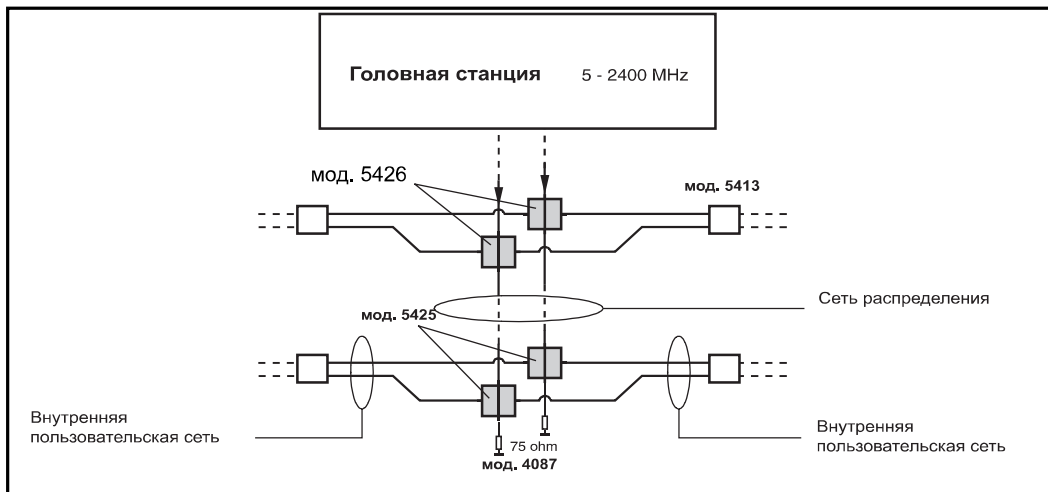 Головная станция 5 - 2400 MHz
мод. 5426
мод. 5413
Сеть распределения
мод. 5425
Внутренняя
пользовательская сеть
75 ohm
мод. 4087
Внутренняя
пользовательская сеть